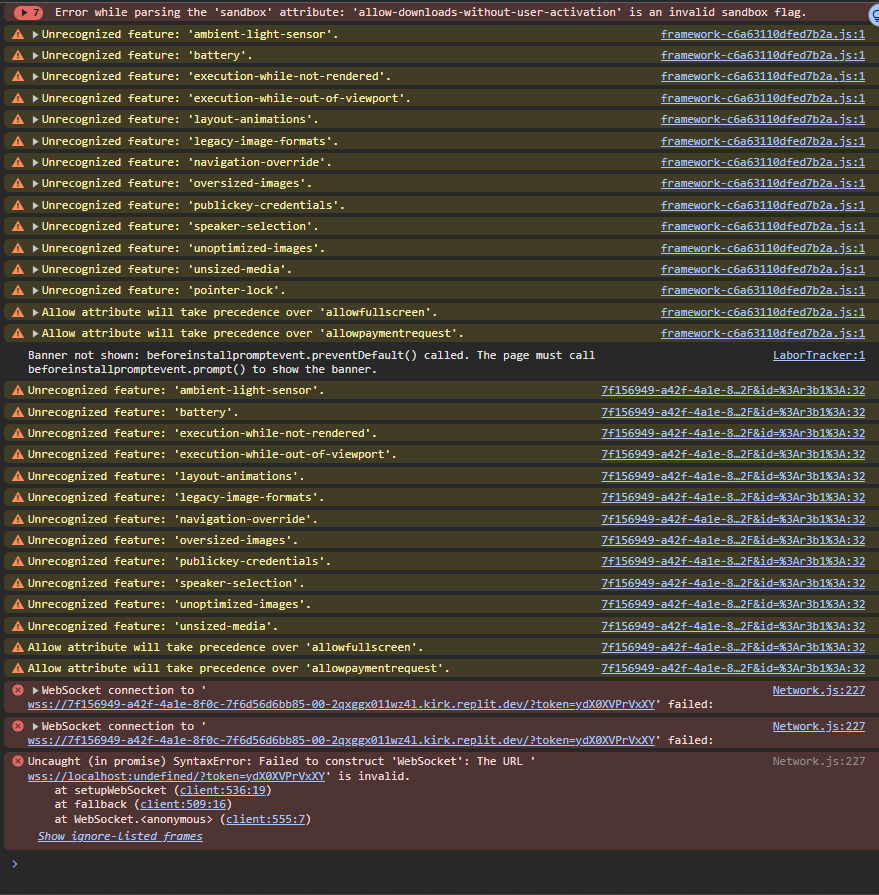 7 Error while parsing the 'sandbox' attribute: 'allow-downloads-without-user-activation' is an invalid sandbox flag.
Unrecognized feature: 'ambient-light-sensor'. framework-c6a63110dfed7b2a.js:1
Unrecognized feature: 'battery'. framework-c6a63110dfed7b2a.js:1
Unrecognized feature: 'execution-while-not-rendered'. framework-c6a63110dfed7b2a.js:1
Unrecognized feature: 'execution-while-out-of-viewport'. framework-c6a63110dfed7b2a.js:1
Unrecognized feature: 'layout-animations'. framework-c6a63110dfed7b2a.js:1
Unrecognized feature: 'legacy-image-formats'. framework-c6a63110dfed7b2a.js:1
Unrecognized feature: 'navigation-override'. framework-c6a63110dfed7b2a.js:1
Unrecognized feature: 'oversized-images'. framework-c6a63110dfed7b2a.js:1
Unrecognized feature: 'publickey-credentials'. framework-c6a63110dfed7b2a.js:1
Unrecognized feature: 'speaker-selection'. framework-c6a63110dfed7b2a.js:1
Unrecognized feature: 'unoptimized-images'. framework-c6a63110dfed7b2a.js:1
Unrecognized feature: 'unsized-media'. framework-c6a63110dfed7b2a.js:1
Unrecognized feature: 'pointer-lock'. framework-c6a63110dfed7b2a.js:1
Allow attribute will take precedence over 'allowfullscreen'. framework-c6a63110dfed7b2a.js:1
Allow attribute will take precedence over 'allowpaymentrequest'. framework-c6a63110dfed7b2a.js:1
Banner not shown: beforeinstallpromptevent.preventDefault() called. The page must call LaborTracker:1
beforeinstallpromptevent.prompt() to show the banner.
Unrecognized feature: 'ambient-light-sensor'. 7f156949-a42f-4a1e-8…2F&id=%3Ar3b1%3A:32
Unrecognized feature: 'battery'. 7f156949-a42f-4a1e-8…2F&id=%3Ar3b1%3A:32
Unrecognized feature: 'execution-while-not-rendered'. 7f156949-a42f-4a1e-8…2F&id=%3Ar3b1%3A:32
Unrecognized feature: 'execution-while-out-of-viewport'. 7f156949-a42f-4a1e-8…2F&id=%3Ar3b1%3A:32
Unrecognized feature: 'layout-animations'. 7f156949-a42f-4a1e-8…2F&id=%3Ar3b1%3A:32
Unrecognized feature: 'legacy-image-formats'. 7f156949-a42f-4a1e-8…2F&id=%3Ar3b1%3A:32
Unrecognized feature: 'navigation-override'. 7f156949-a42f-4a1e-8…2F&id=%3Ar3b1%3A:32
Unrecognized feature: 'oversized-images'. 7f156949-a42f-4a1e-8…2F&id=%3Ar3b1%3A:32
Unrecognized feature: 'publickey-credentials'. 7f156949-a42f-4a1e-8…2F&id=%3Ar3b1%3A:32
Unrecognized feature: 'speaker-selection'. 7f156949-a42f-4a1e-8…2F&id=%3Ar3b1%3A:32
Unrecognized feature: 'unoptimized-images'. 7f156949-a42f-4a1e-8…2F&id=%3Ar3b1%3A:32
Unrecognized feature: 'unsized-media'. 7f156949-a42f-4a1e-8…2F&id=%3Ar3b1%3A:32
Allow attribute will take precedence over 'allowfullscreen'. 7f156949-a42f-4a1e-8…2F&id=%3Ar3b1%3A:32
Allow attribute will take precedence over 'allowpaymentrequest'. 7f156949-a42f-4a1e-8…2F&id=%3Ar3b1%3A:32
WebSocket connection to ' Network.js:227
wss://7f156949-a42f-4a1e-8f0c-7f6d56d6bb85-00-2qxggx011wz4l.kirk.replit.dev/?token=ydX0XVPrVxXY' failed:
WebSocket connection to ' Network.js:227
wss://7f156949-a42f-4a1e-8f0c-7f6d56d6bb85-00-2qxggx011wz4l.kirk.replit.dev/?token=ydX0XVPrVxXY' failed:
Uncaught (in promise) SyntaxError: Failed to construct 'WebSocket': The URL ' Network.js:227
wss://localhost:undefined/?token=ydX0XVPrVxXY' is invalid.
at setupWebSocket (client:536:19)
at fallback (client:509:16)
at WebSocket.<anonymous> (client:555:7)
Show ignore-listed frames